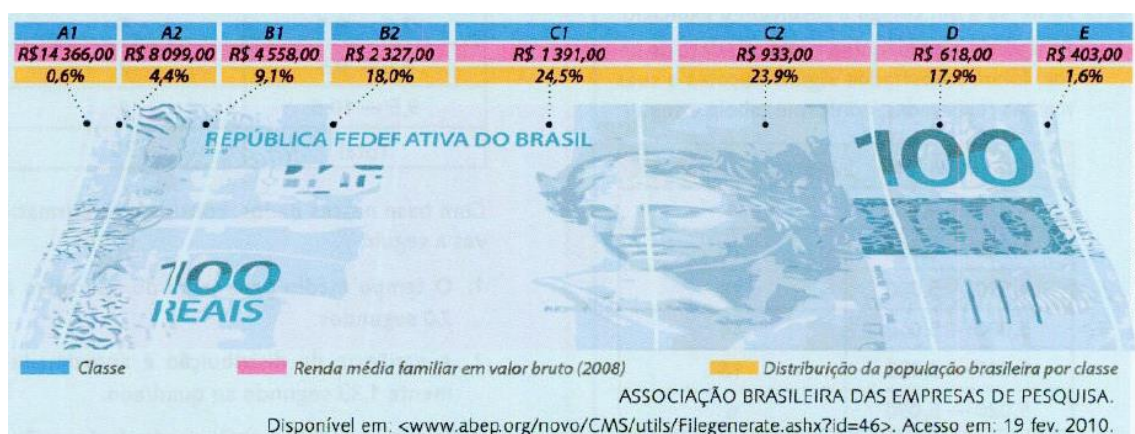 A1 A2 B1 B2 C1 C2 D E
R$14 366,00 R$ 8 099,00 R$ 4 558,00 R$ 2 327,00 R$ 1 391,00 R$ 933,00 R$ 618,00 R$ 403,00
0,6% 4,4% 9,1% 18,0% 24,5% 23,9% 17,9% 1,6%
REPÚBLICA FEDERATIVA DO BRASIL
100
100
100
REAIS
Classe Renda média familiar em valor bruto (2008) Distribuição da população brasileira por classe
ASSOCIAÇÃO BRASILEIRA DAS EMPRESAS DE PESQUISA.
Disponível em: <www.abep.org/novo/CMS/utils/Filegenerate.ashx?id=46>. Acesso em: 19 fev. 2010.